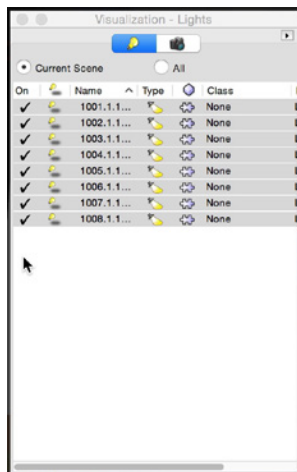 Visualization - Lights
Current Scene All
On Name Type Class
1001.1.1... None
1002.1.1... None
1003.1.1... None
1004.1.1... None
1005.1.1... None
1006.1.1... None
1007.1.1... None
1008.1.1... None